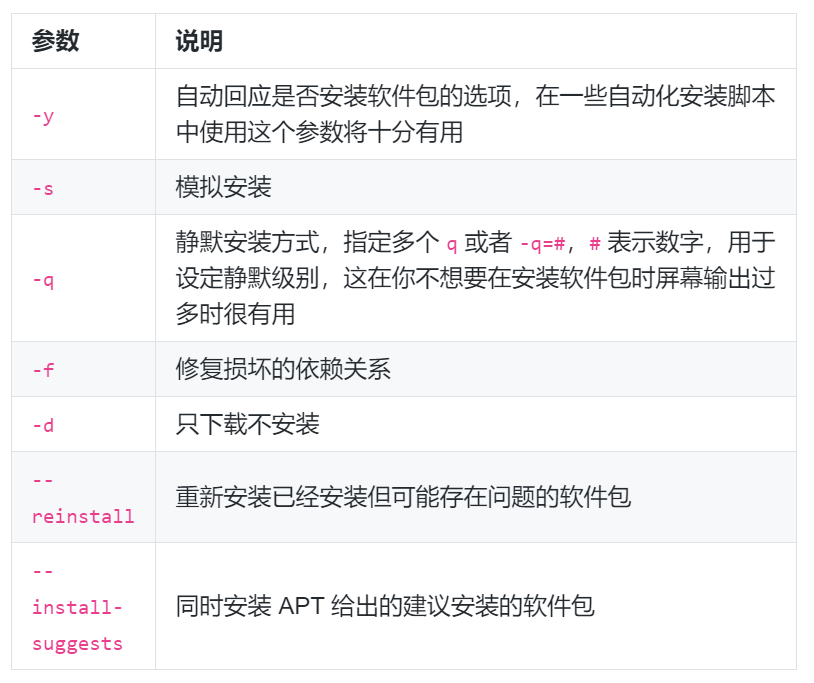 参数 说明
-y
自动回应是否安装软件包的选项，在一些自动化安装脚本
中使用这个参数将十分有用
-s 模拟安装
-q
静默安装方式，指定多个 q 或者 -q=#，# 表示数字，用于
设定静默级别，这在你不想要在安装软件包时屏幕输出过
多时很有用
-f 修复损坏的依赖关系
-d 只下载不安装
--
reinstall
重新安装已经安装但可能存在问题的软件包
--
install-
suggests
同时安装 APT 给出的建议安装的软件包